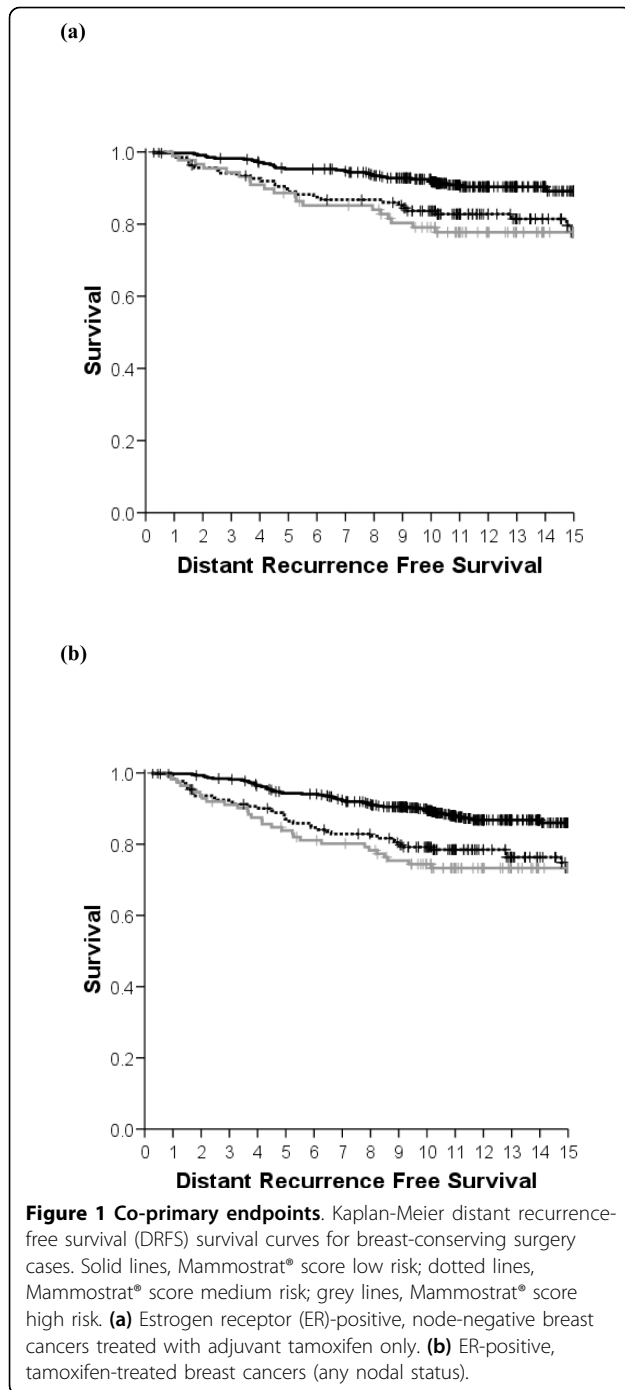 (a)
1.0
0.8
0.6
0.4
0.2
0.0
Survival
0 1 2 3 4 5 6 7 8 9 10 11 12 13 14 15
Distant Recurrence Free Survival
(b)
1.0
0.8
0.6
0.4
0.2
0.0
Survival
0 1 2 3 4 5 6 7 8 9 10 11 12 13 14 15
Distant Recurrence Free Survival
Figure 1 Co-primary endpoints. Kaplan-Meier distant recurrence-
free survival (DRFS) survival curves for breast-conserving surgery
cases. Solid lines, Mammostrat® score low risk; dotted lines,
Mammostrat® score medium risk; grey lines, Mammostrat® score
high risk. (a) Estrogen receptor (ER)-positive, node-negative breast
cancers treated with adjuvant tamoxifen only. (b) ER-positive,
tamoxifen-treated breast cancers (any nodal status).